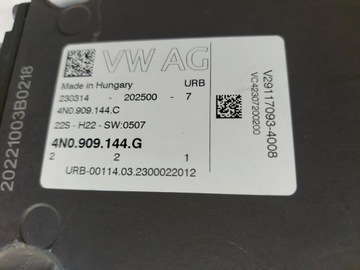 VW AG
Made in Hungary URB
230314 - 202500 - 7
4N0.909.144.C
22S - H22 - SW:0507
4N0.909.144.G
2 2 1
URB-00114.03.2300022012
V29117093-4008
VC42307200200
20221003B0218